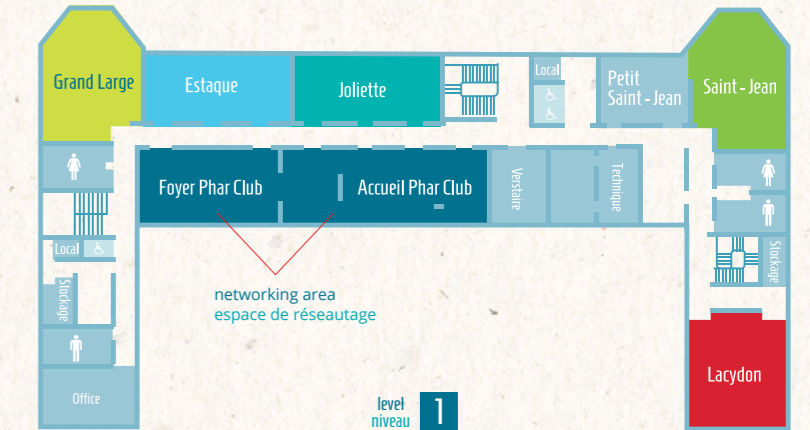 Grand Large
Estaque
Joliette
Local
Petit
Saint - Jean
Saint - Jean
Foyer Phar Club
Accueil Phar Club
Verstaire
Technique
Local
Stockage
Stockage
networking area
espace de réseautage
Lacydon
Office
level
niveau
1